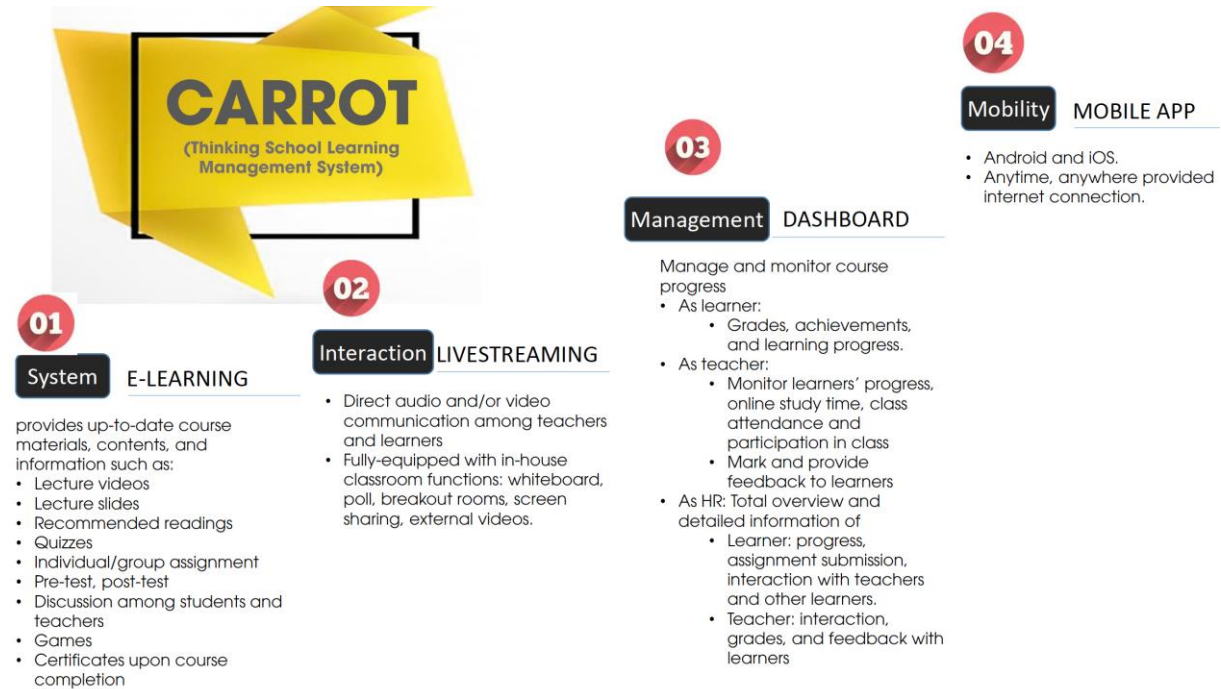 CARROT
(Thinking School Learning
Management System)
01
System E-LEARNING
provides up-to-date course
materials, contents, and
information such as:
• Lecture videos
• Lecture slides
• Recommended readings
• Quizzes
• Individual/group assignment
• Pre-test, post-test
• Discussion among students and
teachers
• Games
• Certificates upon course
completion
02
Interaction LIVESTREAMING
• Direct audio and/or video
communication among teachers
and learners
• Fully-equipped with in-house
classroom functions: whiteboard,
poll, breakout rooms, screen
sharing, external videos.
03
Management DASHBOARD
Manage and monitor course
progress
• As learner:
• Grades, achievements,
and learning progress.
• As teacher:
• Monitor learners' progress,
online study time, class
attendance and
participation in class
• Mark and provide
feedback to learners
• As HR: Total overview and
detailed information of
• Learner: progress,
assignment submission,
interaction with teachers
and other learners.
• Teacher: interaction,
grades, and feedback with
learners
04
Mobility MOBILE APP
• Android and iOS.
• Anytime, anywhere provided
internet connection.